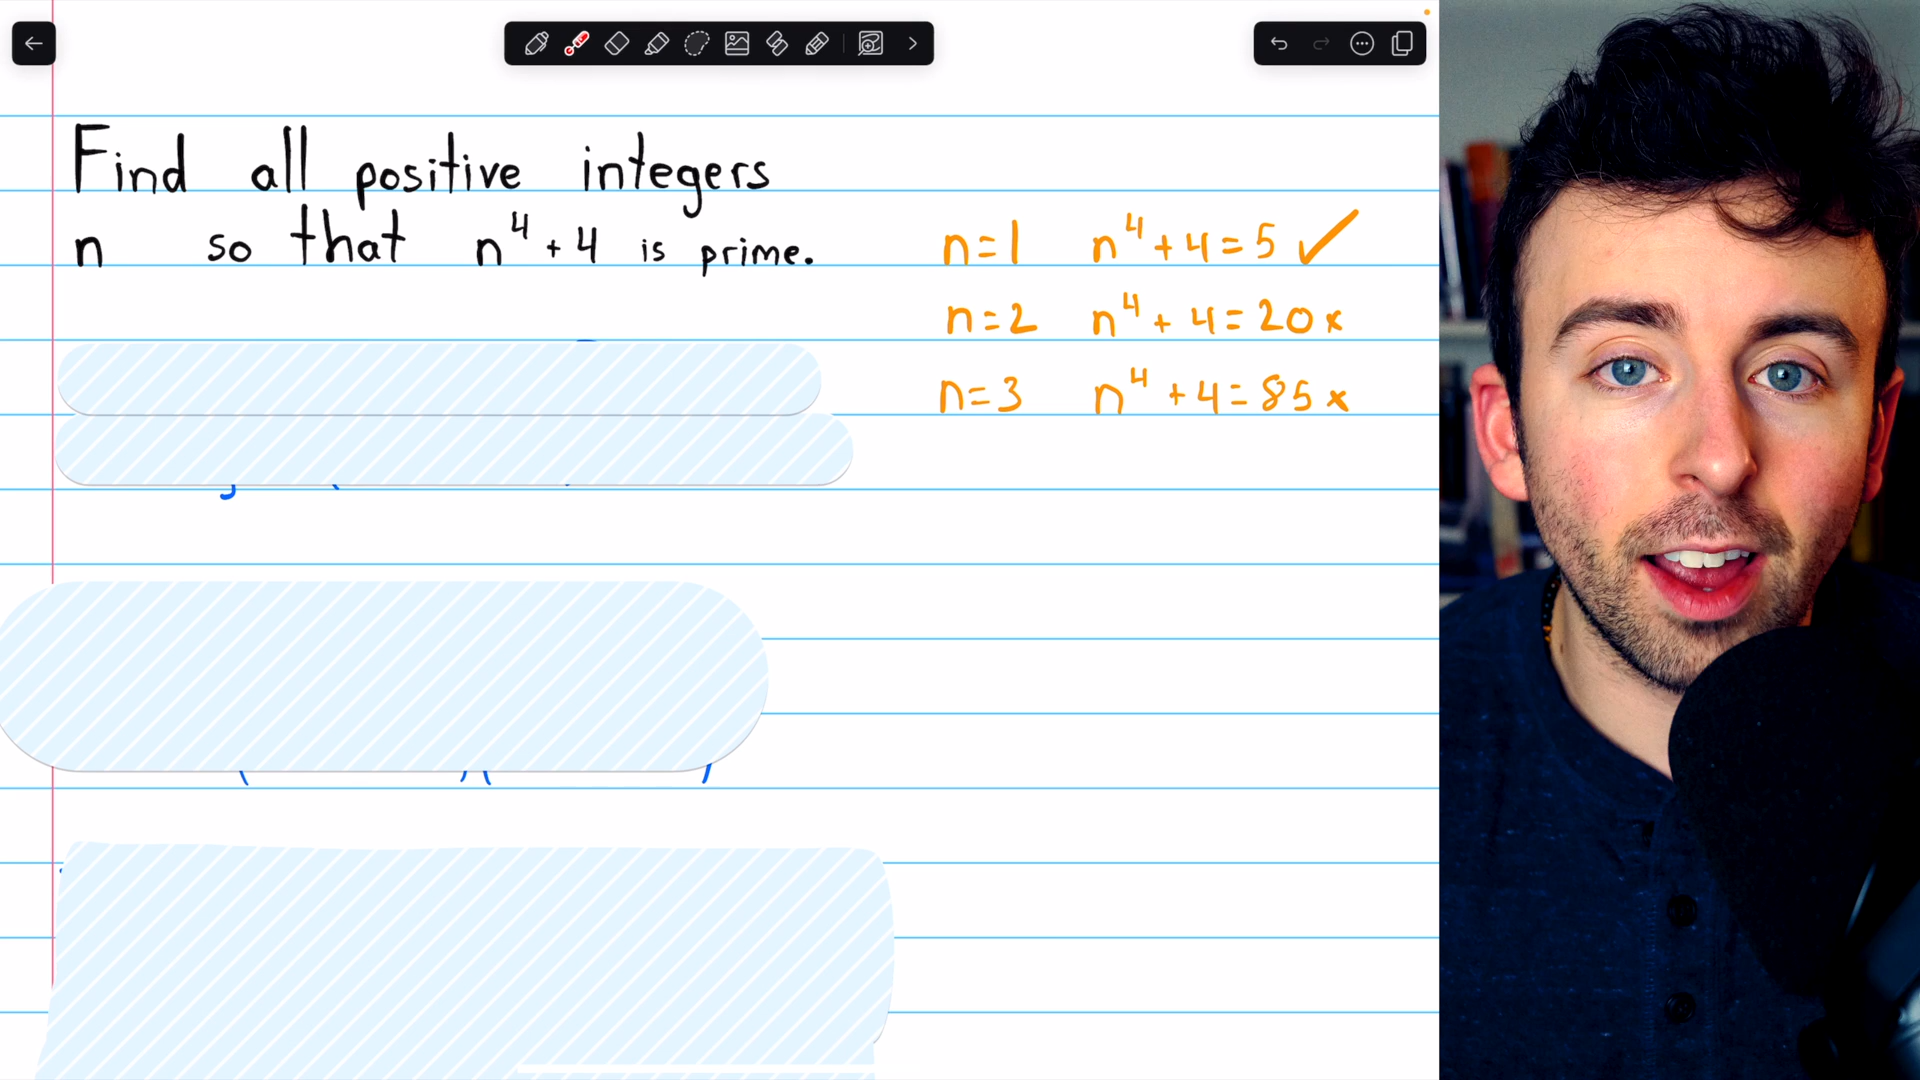 Find all positive integers
n so that n⁴+4 is prime.
n=1 n⁴+4=5 ✓
n=2 n⁴+4=20 x
n=3 n⁴+4=85 x